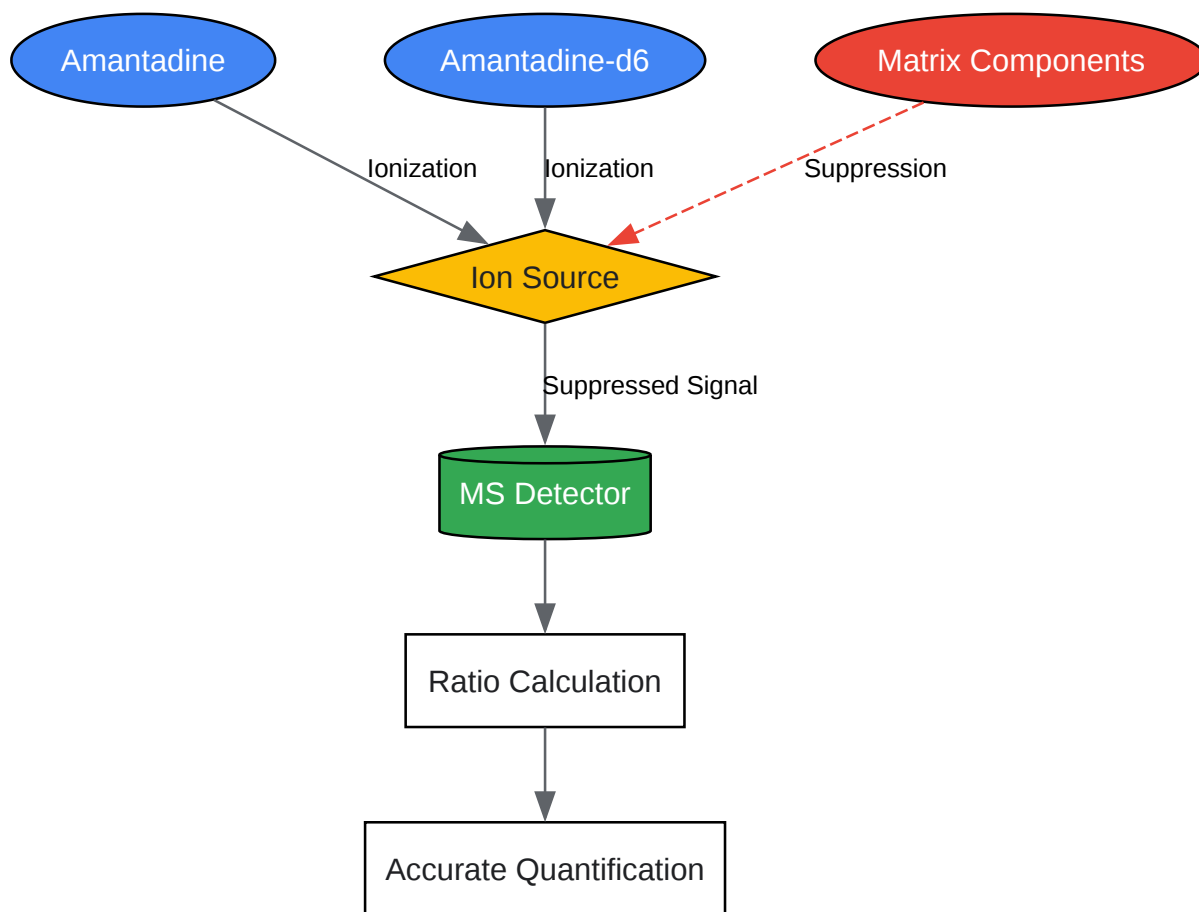 Amantadine
Amantadine-d6
Matrix Components
Ionization
Ionization
Suppression
Ion Source
Suppressed Signal
MS Detector
Ratio Calculation
Accurate Quantification